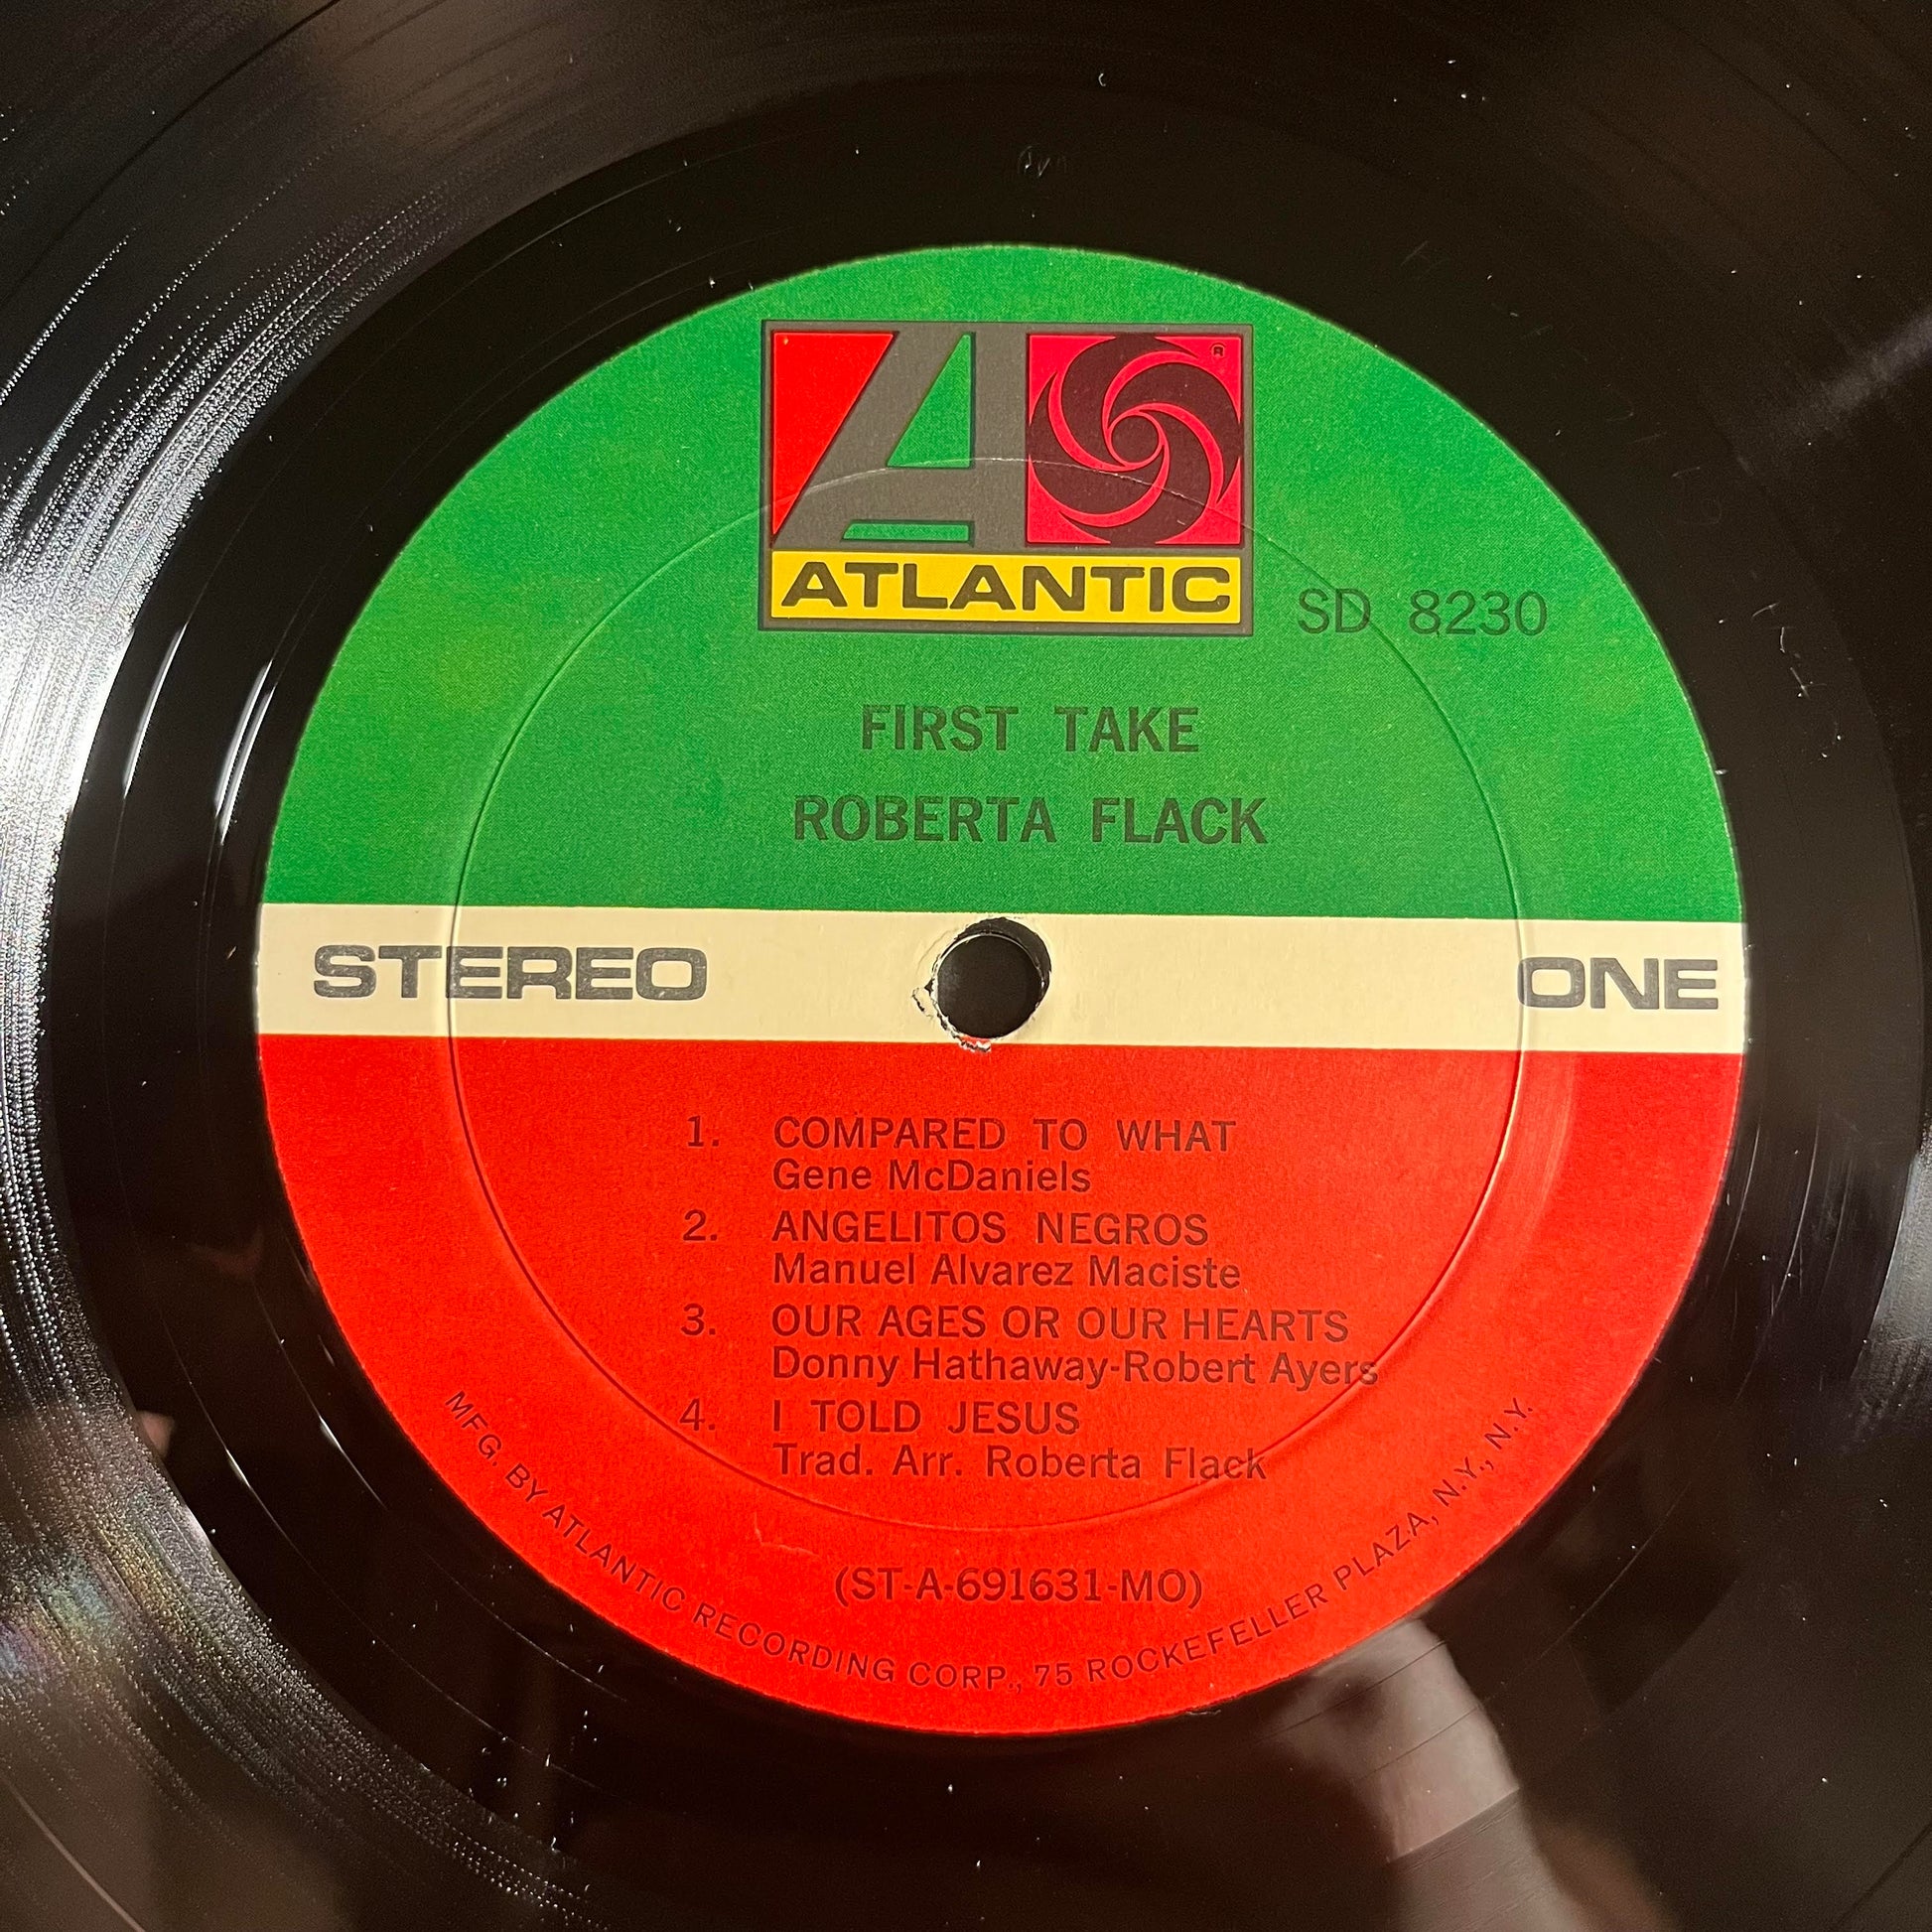 ATLANTIC
SD 8230
FIRST TAKE
ROBERTA FLACK
STEREO
ONE
1. COMPARED TO WHAT
Gene McDaniels
2. ANGELITOS NEGROS
Manuel Alvarez Maciste
3. OUR AGES OR OUR HEARTS
Donny Hathaway-Robert Ayers
4. I TOLD JESUS
Trad. Arr. Roberta Flack
(ST-A-691631-MO)
MFG. BY ATLANTIC RECORDING CORP., 75 ROCKEFELLER PLAZA, N.Y., N.Y.